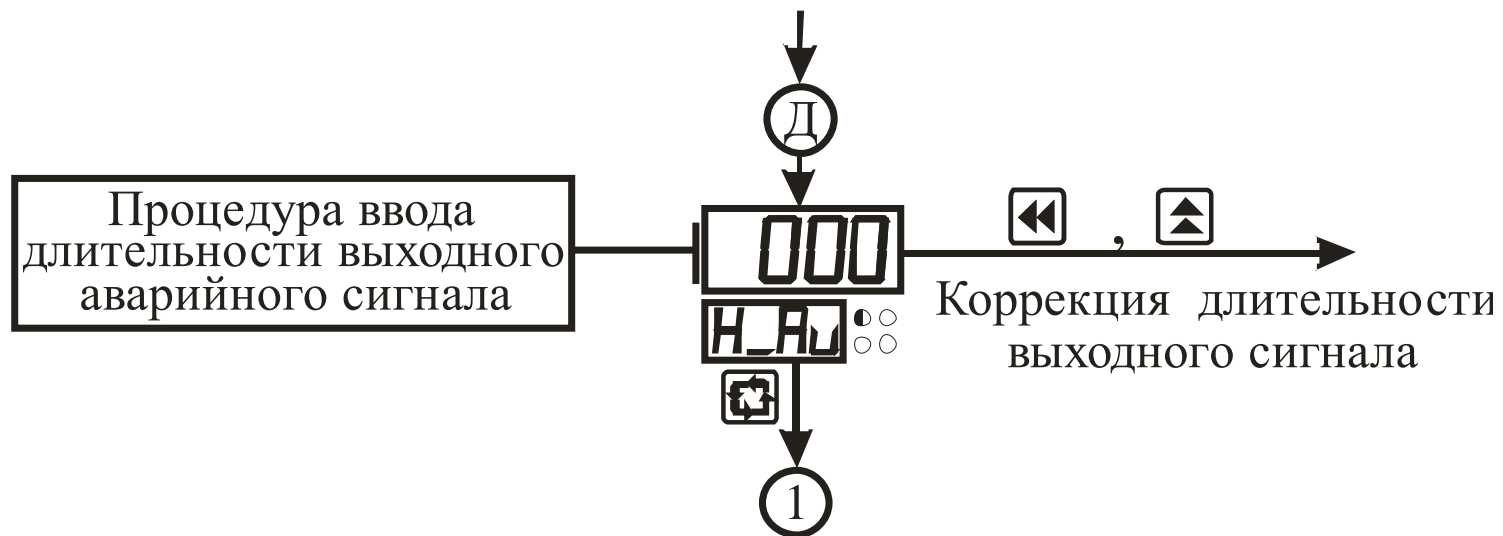 Д
Процедура ввода
длительности выходного
аварийного сигнала
000
,
Коррекция длительности
выходного сигнала
H_Au
1